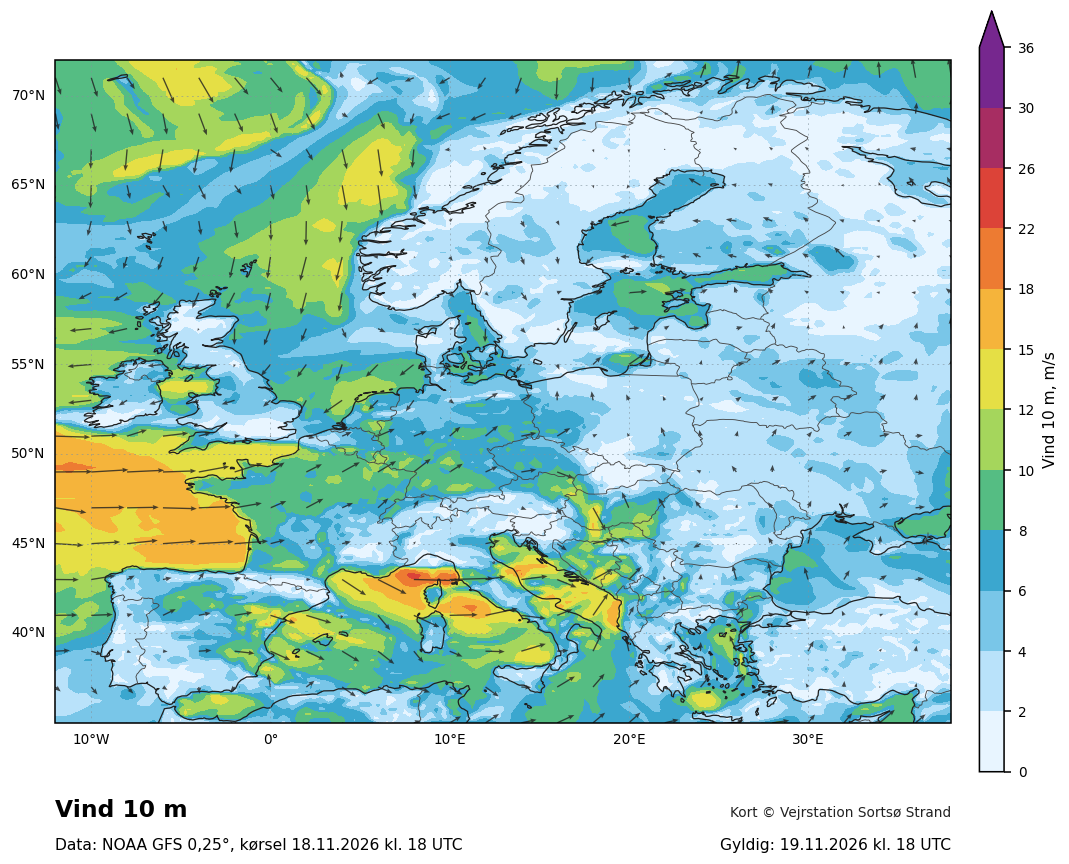 36
30
26
22
18
15
12
10
8
6
4
2
0
Vind 10 m, m/s
70°N
65°N
60°N
55°N
50°N
45°N
40°N
10°W
0°
10°E
20°E
30°E
Vind 10 m
Kort © Vejrstation Sortsø Strand
Data: NOAA GFS 0,25°, kørsel 18.11.2026 kl. 18 UTC
Gyldig: 19.11.2026 kl. 18 UTC